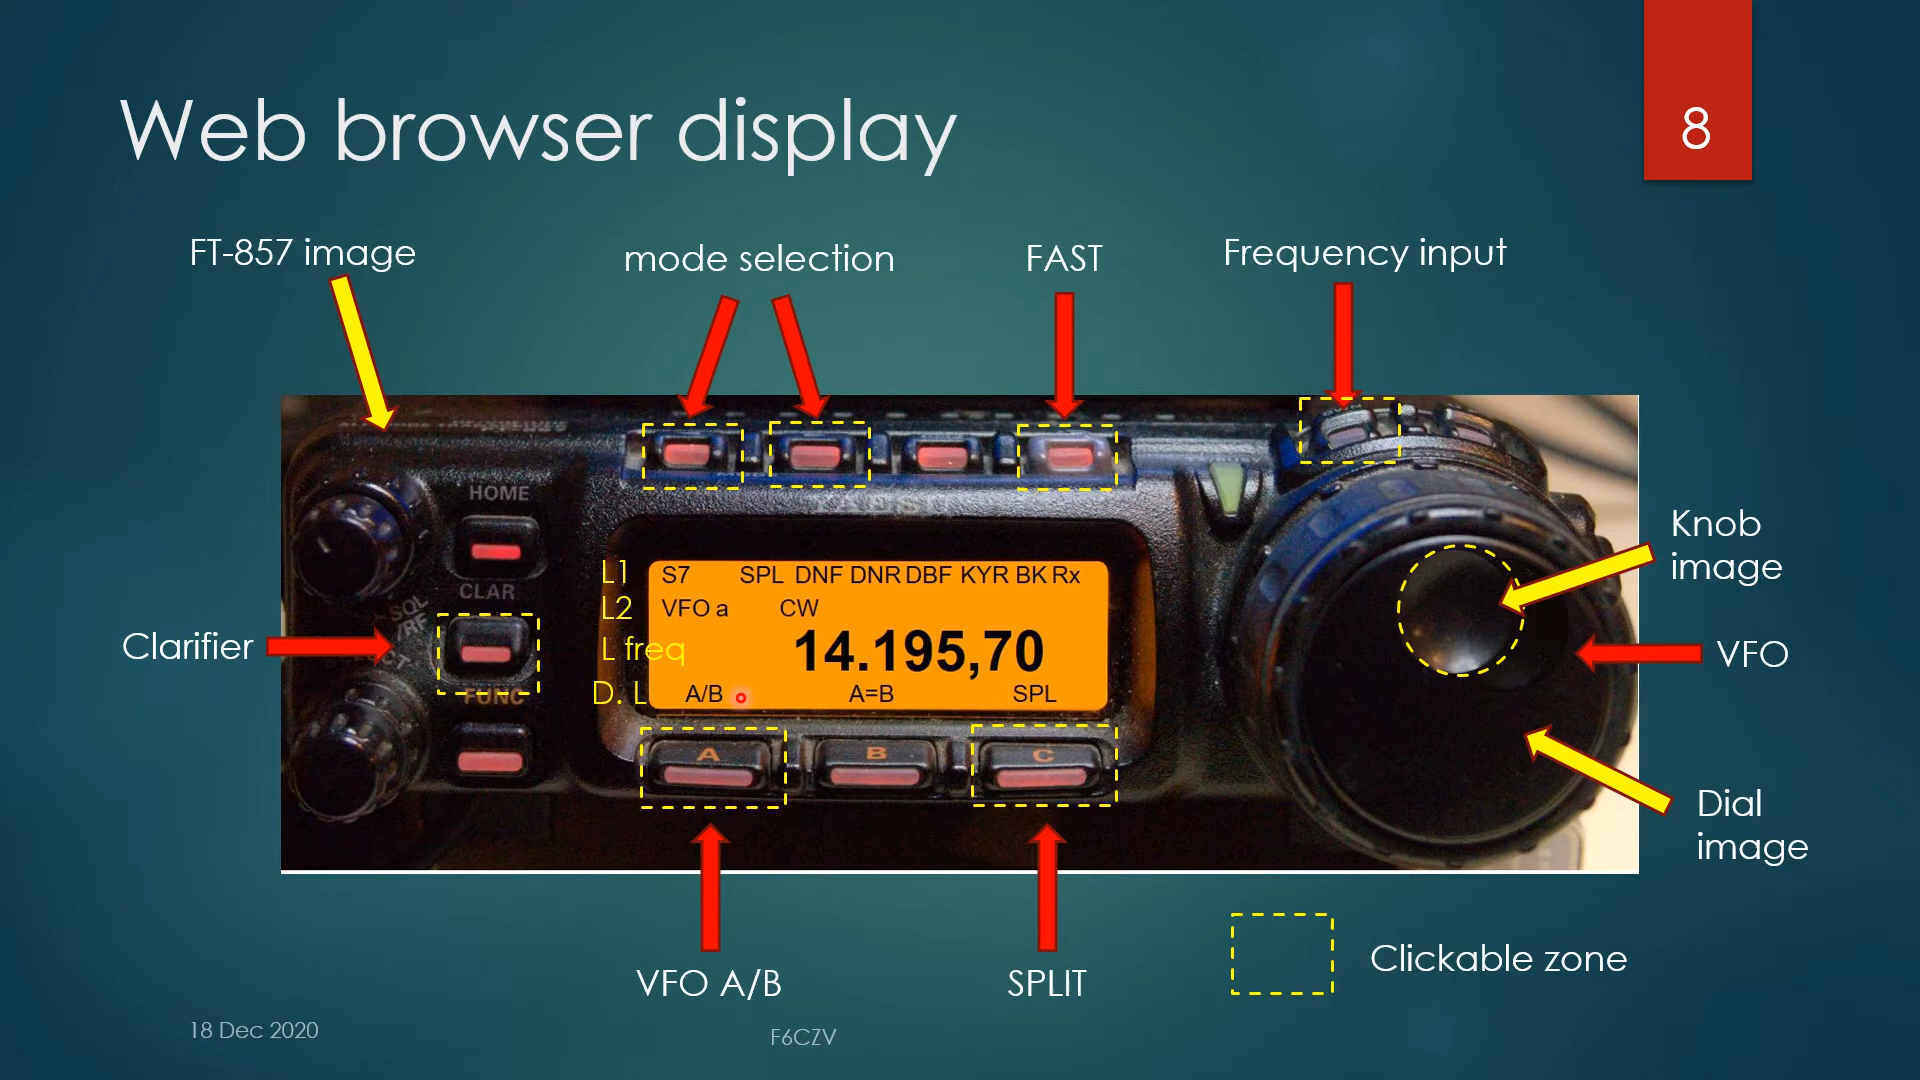 Web browser display
8
FT-857 image
mode selection
FAST
Frequency input
HOME
CLAR
SQL
/RF
FUNC
L1
S7 SPL DNF DNR DBF KYR BK Rx
L2
VFO a CW
L freq
14.195,70
D. L
A/B A=B SPL
A B C
Clarifier
Knob
image
VFO
Dial
image
VFO A/B
SPLIT
Clickable zone
18 Dec 2020
F6CZV